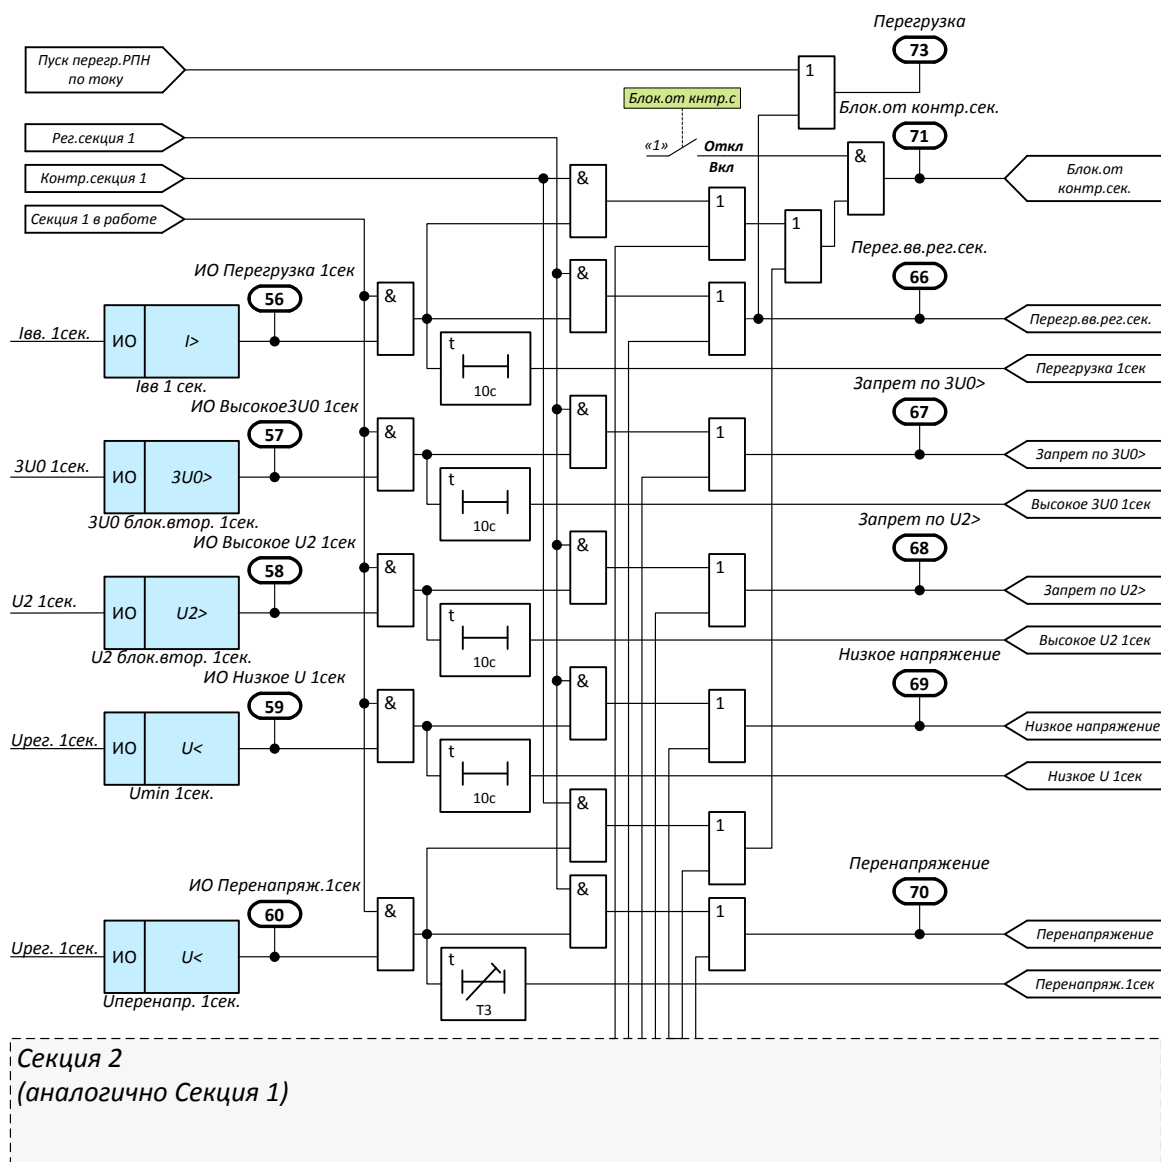 Перегрузка
73
Пуск перегр.РПН
по току
1
Блок.от кнтр.с
Блок.от контр.сек.
71
Рег.секция 1
«1»
Откл
Вкл
&
Контр.секция 1
&
Блок.от
контр.сек.
1
Секция 1 в работе
1
Перег.вв.рег.сек.
66
ИО Перегрузка 1сек
56
&
&
1
Iвв. 1сек.
ИО
I>
Iвв 1 сек.
Перегр.вв.рег.сек.
t
10с
Перегрузка 1сек
Запрет по 3U0>
67
ИО Высокое3U0 1сек
57
&
&
1
3U0 1сек.
ИО
3U0>
3U0 блок.втор. 1сек.
Запрет по 3U0>
t
10с
Высокое 3U0 1сек
Запрет по U2>
68
ИО Высокое U2 1сек
58
&
&
1
U2 1сек.
ИО
U2>
U2 блок.втор. 1сек.
Запрет по U2>
t
10с
Высокое U2 1сек
Низкое напряжение
69
ИО Низкое U 1сек
59
&
&
1
Uрег. 1сек.
ИО
U<
Umin 1сек.
Низкое напряжение
t
10с
Низкое U 1сек
&
1
Перенапряжение
70
ИО Перенапряж.1сек
60
&
&
1
Uрег. 1сек.
ИО
U<
Uперенапр. 1сек.
Перенапряжение
t
Т3
Перенапряж.1сек
Секция 2
(аналогично Секция 1)